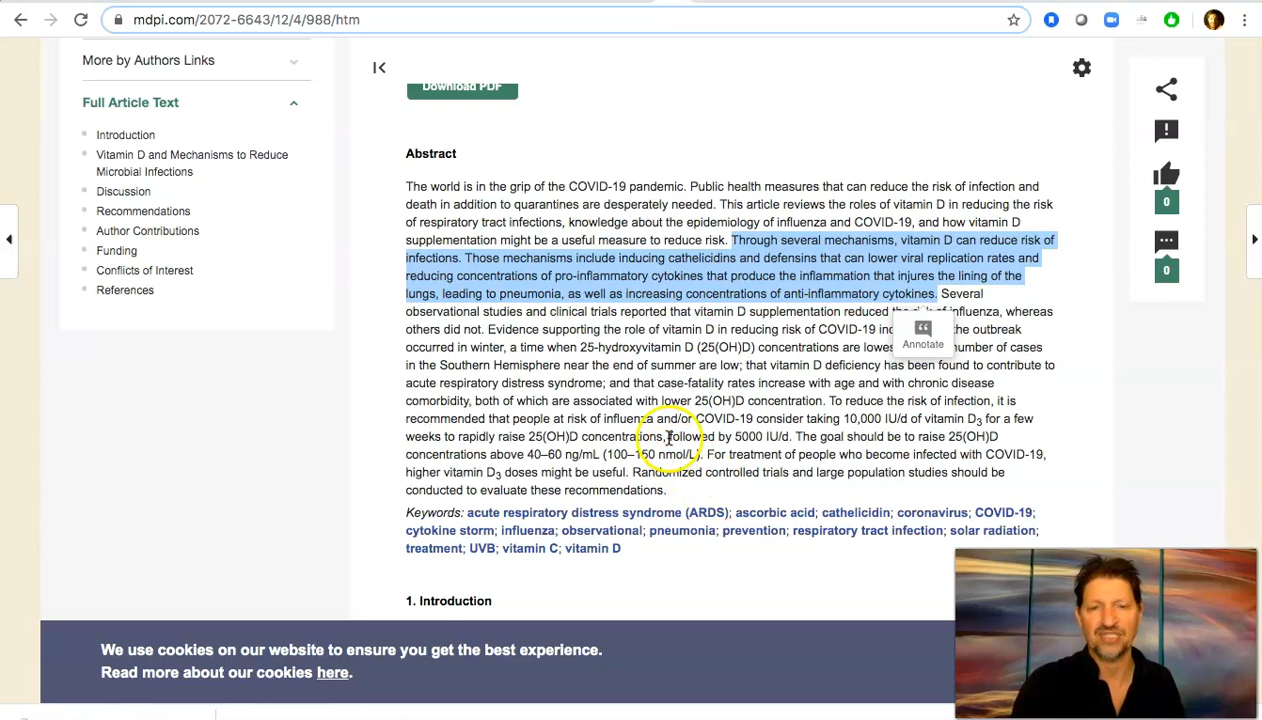 mdpi.com/2072-6643/12/4/988/htm
More by Authors Links
Full Article Text
Introduction
Vitamin D and Mechanisms to Reduce
Microbial Infections
Discussion
Recommendations
Author Contributions
Funding
Conflicts of Interest
References
Download PDF
Abstract
The world is in the grip of the COVID-19 pandemic. Public health measures that can reduce the risk of infection and
death in addition to quarantines are desperately needed. This article reviews the roles of vitamin D in reducing the risk
of respiratory tract infections, knowledge about the epidemiology of influenza and COVID-19, and how vitamin D
supplementation might be a useful measure to reduce risk. Through several mechanisms, vitamin D can reduce risk of
infections. Those mechanisms include inducing cathelicidins and defensins that can lower viral replication rates and
reducing concentrations of pro-inflammatory cytokines that produce the inflammation that injures the lining of the
lungs, leading to pneumonia, as well as increasing concentrations of anti-inflammatory cytokines. Several
observational studies and clinical trials reported that vitamin D supplementation reduced the risk of influenza, whereas
others did not. Evidence supporting the role of vitamin D in reducing risk of COVID-19 the outbreak
occurred in winter, a time when 25-hydroxyvitamin D (25(OH)D) concentrations are number of cases
in the Southern Hemisphere near the end of summer are low; that vitamin D deficiency has been found to contribute to
acute respiratory distress syndrome; and that case-fatality rates increase with age and with chronic disease
comorbidity, both of which are associated with lower 25(OH)D concentration. To reduce the risk of infection, it is
recommended that people at risk of influenza and/or COVID-19 consider taking 10,000 IU/d of vitamin D3 for a few
weeks to rapidly raise 25(OH)D concentrations, followed by 5000 IU/d. The goal should be to raise 25(OH)D
concentrations above 40–60 ng/mL (100–150 nmol/L). For treatment of people who become infected with COVID-19,
higher vitamin D3 doses might be useful. Randomized controlled trials and large population studies should be
conducted to evaluate these recommendations.
Annotate
Keywords: acute respiratory distress syndrome (ARDS); ascorbic acid; cathelicidin; coronavirus; COVID-19;
cytokine storm; influenza; observational; pneumonia; prevention; respiratory tract infection; solar radiation;
treatment; UVB; vitamin C; vitamin D
1. Introduction
0
0
We use cookies on our website to ensure you get the best experience.
Read more about our cookies here.